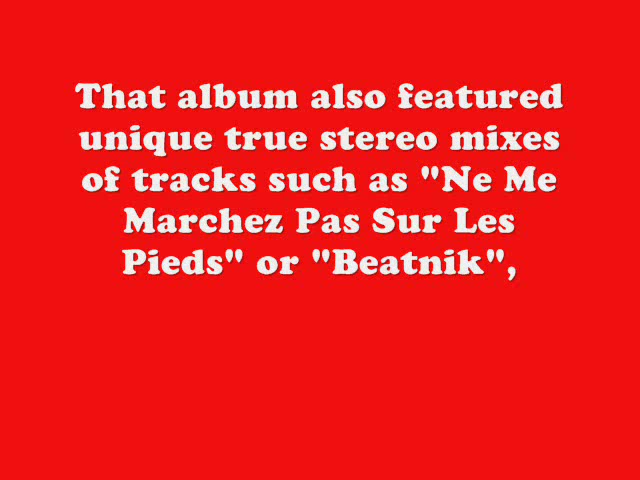 That album also featured
unique true stereo mixes
of tracks such as "Ne Me
Marchez Pas Sur Les
Pieds" or "Beatnik",